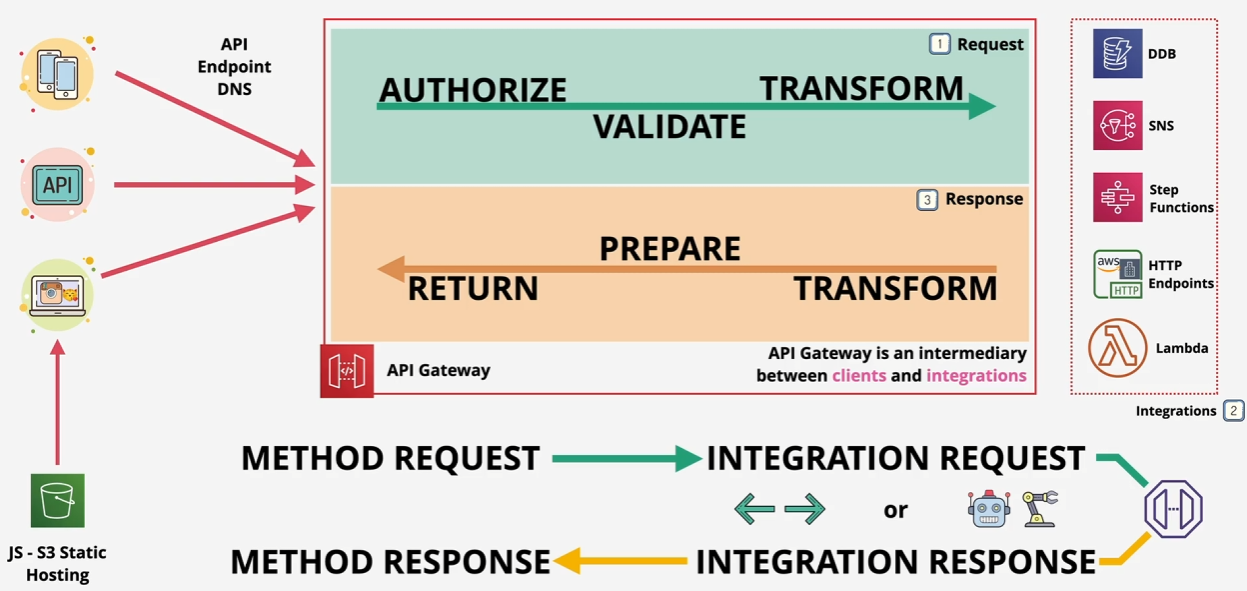 API
Endpoint
DNS
1 Request
AUTHORIZE
TRANSFORM
VALIDATE
3 Response
PREPARE
RETURN
TRANSFORM
API Gateway
API Gateway is an intermediary
between clients and integrations
API
JS - S3 Static
Hosting
DDB
SNS
Step
Functions
aws
HTTP
HTTP
Endpoints
Lambda
Integrations 2
METHOD REQUEST
INTEGRATION REQUEST
or
METHOD RESPONSE
INTEGRATION RESPONSE